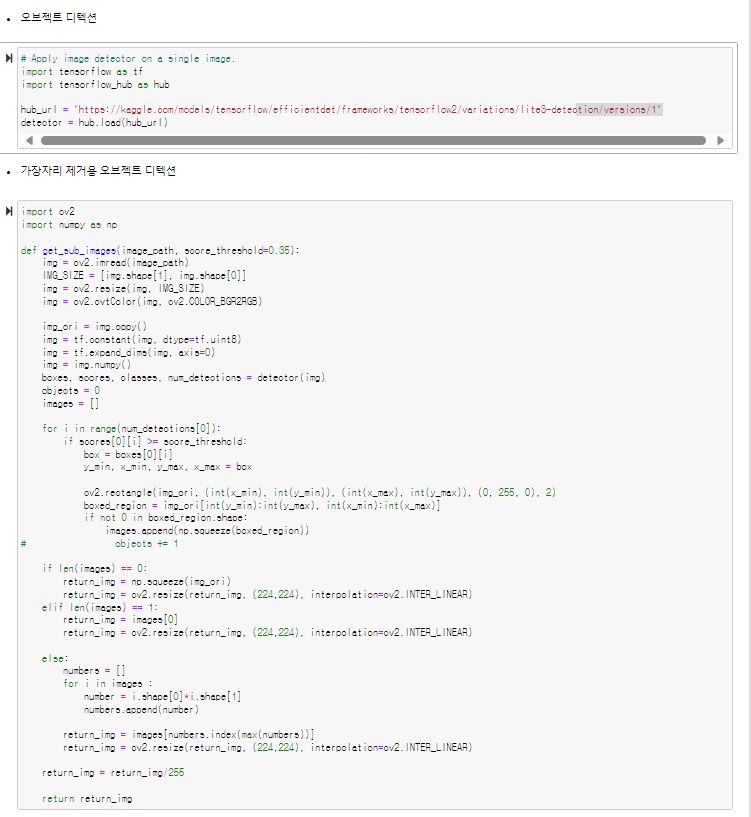 오브젝트 디텍션
# Apply image detector on a single image.
import tensorflow as tf
import tensorflow_hub as hub
hub_url = "https://kaggle.com/models/tensorflow/efficientdet/frameworks/tensorflow2/variations/lite3-detection/versions/1"
detector = hub.load(hub_url)
가장자리 제거용 오브젝트 디텍션
import cv2
import numpy as np
def get_sub_images(image_path, score_threshold=0.35):
    img = cv2.imread(image_path)
    IMG_SIZE = [img.shape[1], img.shape[0]]
    img = cv2.resize(img, IMG_SIZE)
    img = cv2.cvtColor(img, cv2.COLOR_BGR2RGB)
    img_ori = img.copy()
    img = tf.constant(img, dtype=tf.uint8)
    img = tf.expand_dims(img, axis=0)
    img = img.numpy()
    boxes, scores, classes, num_detections = detector(img)
    objects = 0
    images = []
    for i in range(num_detections[0]):
        if scores[0][i] >= score_threshold:
            box = boxes[0][i]
            y_min, x_min, y_max, x_max = box
            cv2.rectangle(img_ori, (int(x_min), int(y_min)), (int(x_max), int(y_max)), (0, 255, 0), 2)
            boxed_region = img_ori[int(y_min):int(y_max), int(x_min):int(x_max)]
            if not 0 in boxed_region.shape:
                images.append(np.squeeze(boxed_region))
#                 objects += 1
    if len(images) == 0:
        return_img = np.squeeze(img_ori)
        return_img = cv2.resize(return_img, (224,224), interpolation=cv2.INTER_LINEAR)
    elif len(images) == 1:
        return_img = images[0]
        return_img = cv2.resize(return_img, (224,224), interpolation=cv2.INTER_LINEAR)
    else:
        numbers = []
        for i in images :
            number = i.shape[0]*i.shape[1]
            numbers.append(number)
        return_img = images[numbers.index(max(numbers))]
        return_img = cv2.resize(return_img, (224,224), interpolation=cv2.INTER_LINEAR)
    return_img = return_img/255
    return return_img